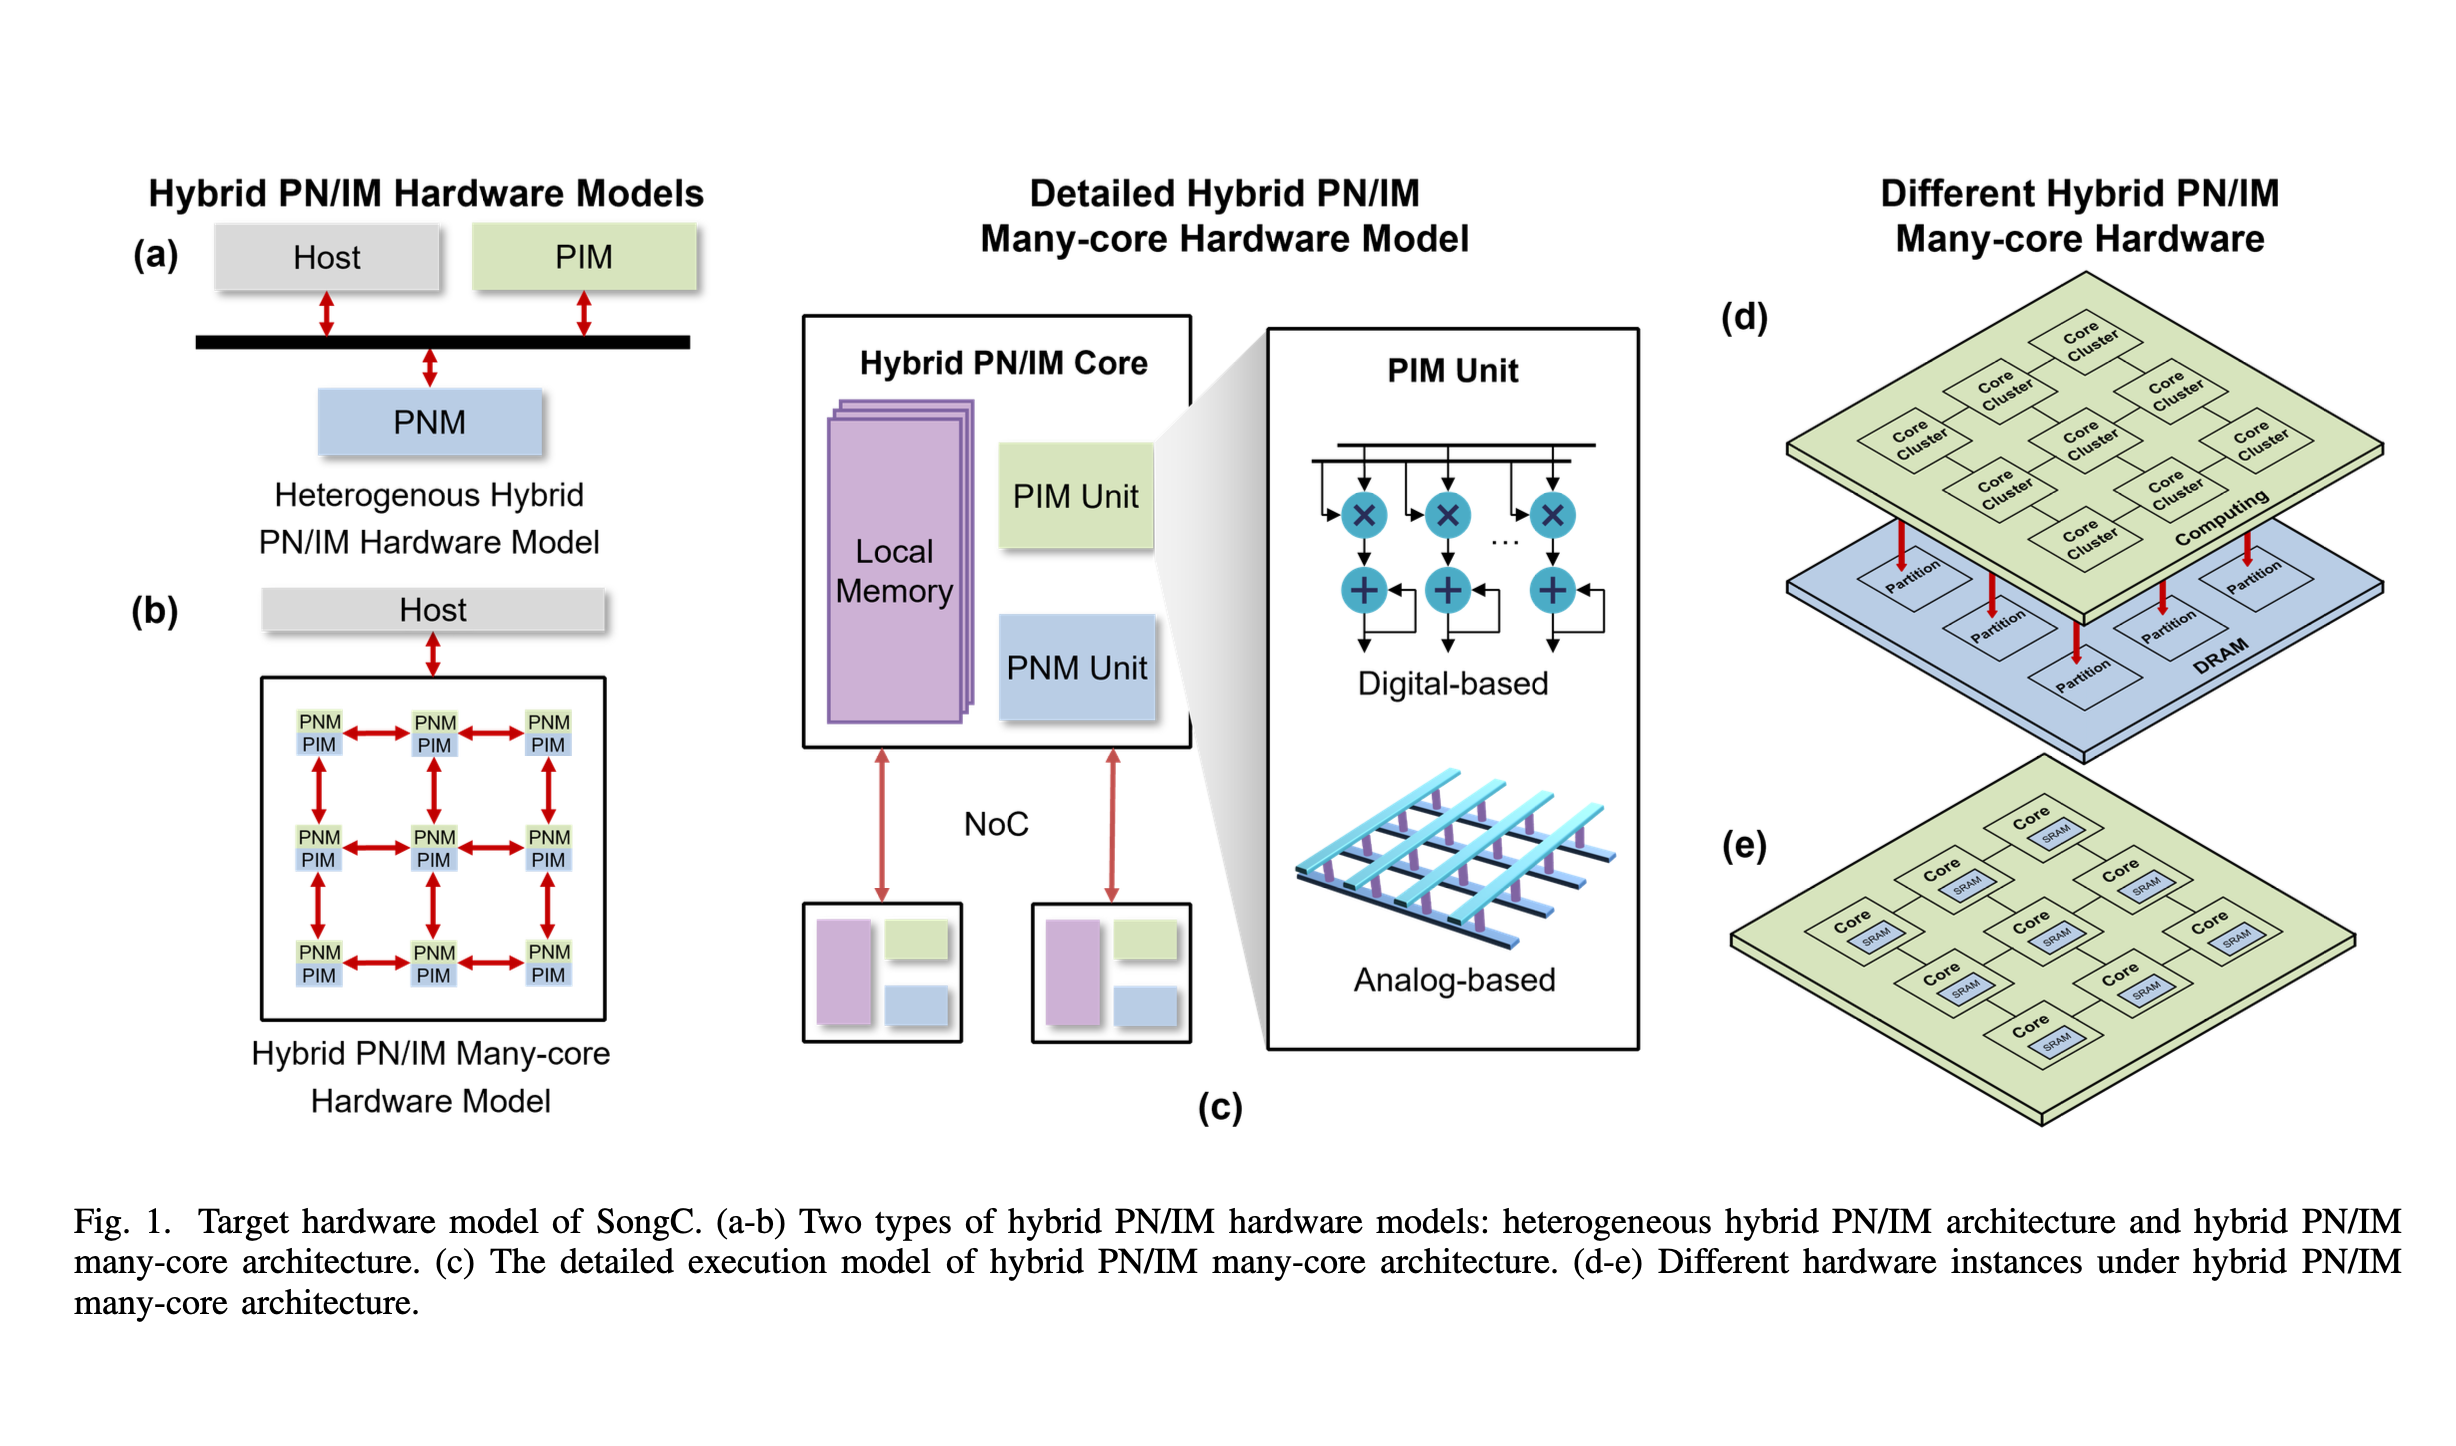 Hybrid PN/IM Hardware Models
(a)
Host
PIM
PNM
Heterogenous Hybrid
PN/IM Hardware Model
(b)
Host
PNM PNM PNM
PIM PIM PIM
PNM PNM PNM
PIM PIM PIM
PNM PNM PNM
PIM PIM PIM
Hybrid PN/IM Many-core
Hardware Model
Detailed Hybrid PN/IM
Many-core Hardware Model
Hybrid PN/IM Core
Local
Memory
PIM Unit
PNM Unit
NoC
PIM Unit
...
Digital-based
Analog-based
(c)
Different Hybrid PN/IM
Many-core Hardware
(d)
Core
Cluster
Core
Cluster
Core
Cluster
Core
Cluster
Core
Cluster
Core
Cluster
Core
Cluster
Core
Cluster
Core
Cluster
Computing
Partition
Partition
Partition
Partition
Partition
DRAM
(e)
Core
SRAM
Core
SRAM
Core
SRAM
Core
SRAM
Core
SRAM
Core
SRAM
Core
SRAM
Core
SRAM
Core
SRAM
Fig. 1. Target hardware model of SongC. (a-b) Two types of hybrid PN/IM hardware models: heterogeneous hybrid PN/IM architecture and hybrid PN/IM
many-core architecture. (c) The detailed execution model of hybrid PN/IM many-core architecture. (d-e) Different hardware instances under hybrid PN/IM
many-core architecture.